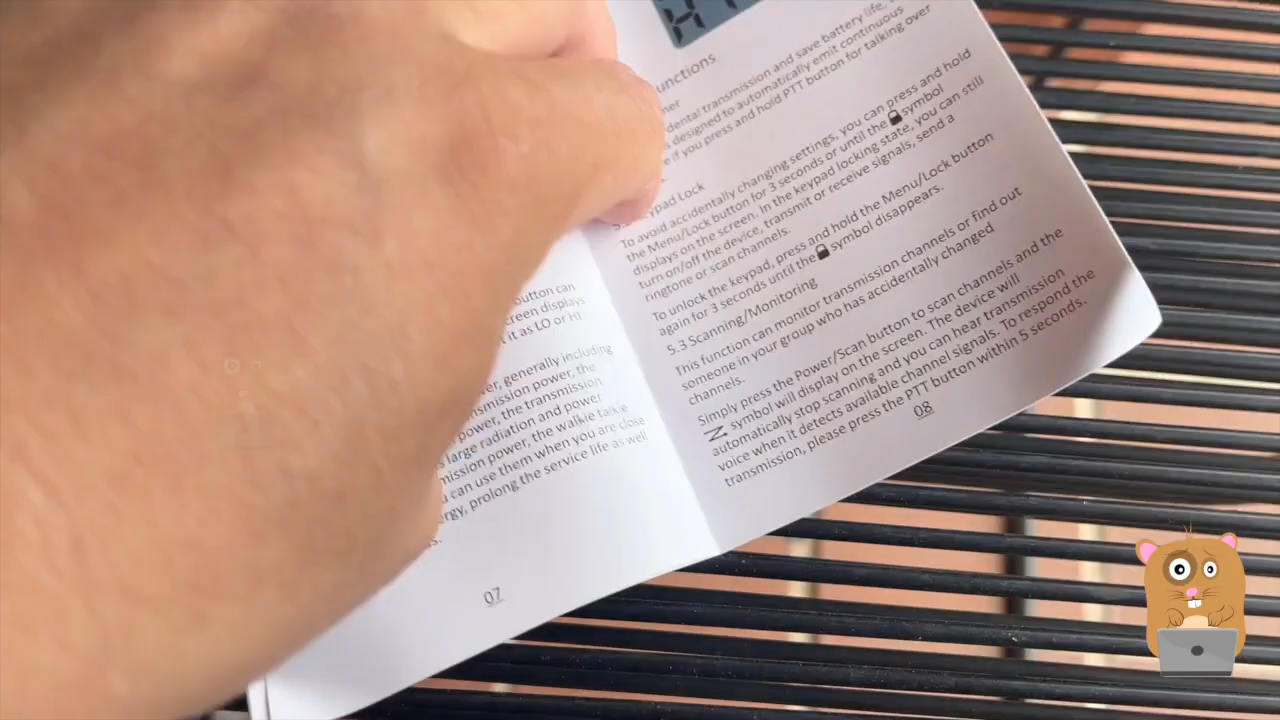 button can
creen displays
it as LO or HI
er, generally including
nsmission power, the
power, the transmission
s large radiation and power
mission power, the walkie talkie
can use them when you are close
ergy, prolong the service life as well
07
unctions
dental transmission and save battery life,
designed to automatically emit continuous
e if you press and hold PTT button for talking over
ypad Lock
To avoid accidentally changing settings, you can press and hold
the Menu/Lock button for 3 seconds or until the symbol
displays on the screen. In the keypad locking state, you can still
turn on/off the device, transmit or receive signals, send a
ringtone or scan channels.
To unlock the keypad, press and hold the Menu/Lock button
again for 3 seconds until the symbol disappears.
5.3 Scanning/Monitoring
This function can monitor transmission channels or find out
someone in your group who has accidentally changed
channels.
Simply press the Power/Scan button to scan channels and the
symbol will display on the screen. The device will
automatically stop scanning and you can hear transmission
voice when it detects available channel signals. To respond the
transmission, please press the PTT button within 5 seconds.
08